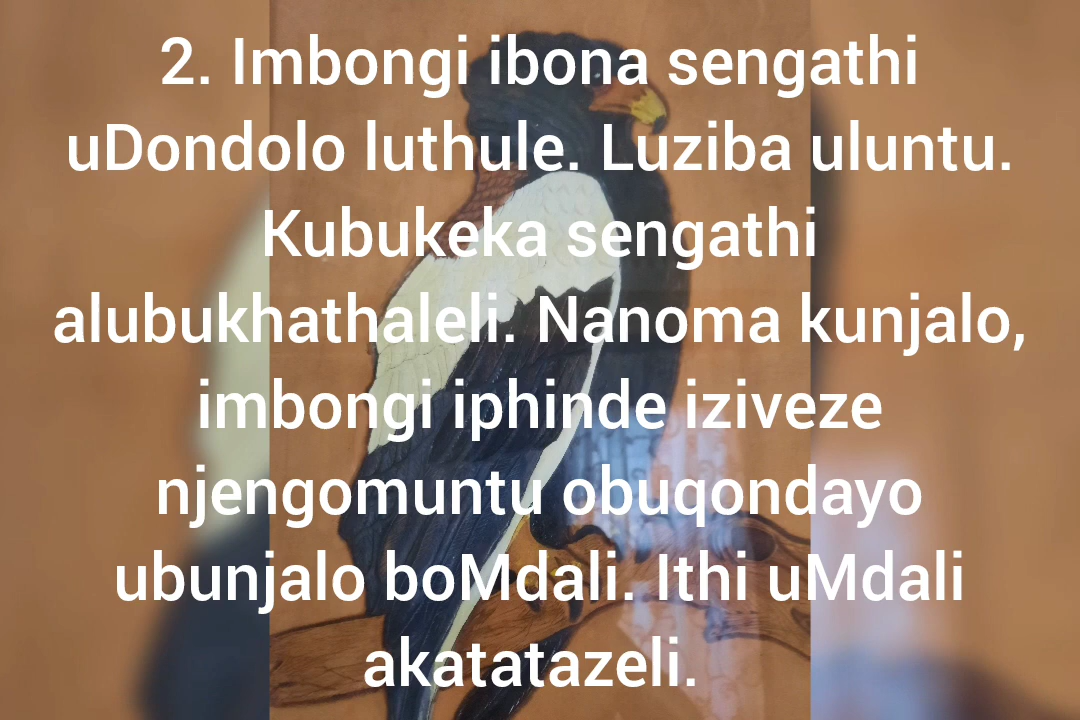 2. Imbongi ibona sengathi
uDondolo luthule. Luziba uluntu.
Kubukeka sengathi
alubukhathaleli. Nanoma kunjalo,
imbongi iphinde iziveze
njengomuntu obuqondayo
ubunjalo boMdali. Ithi uMdali
akatatazeli.